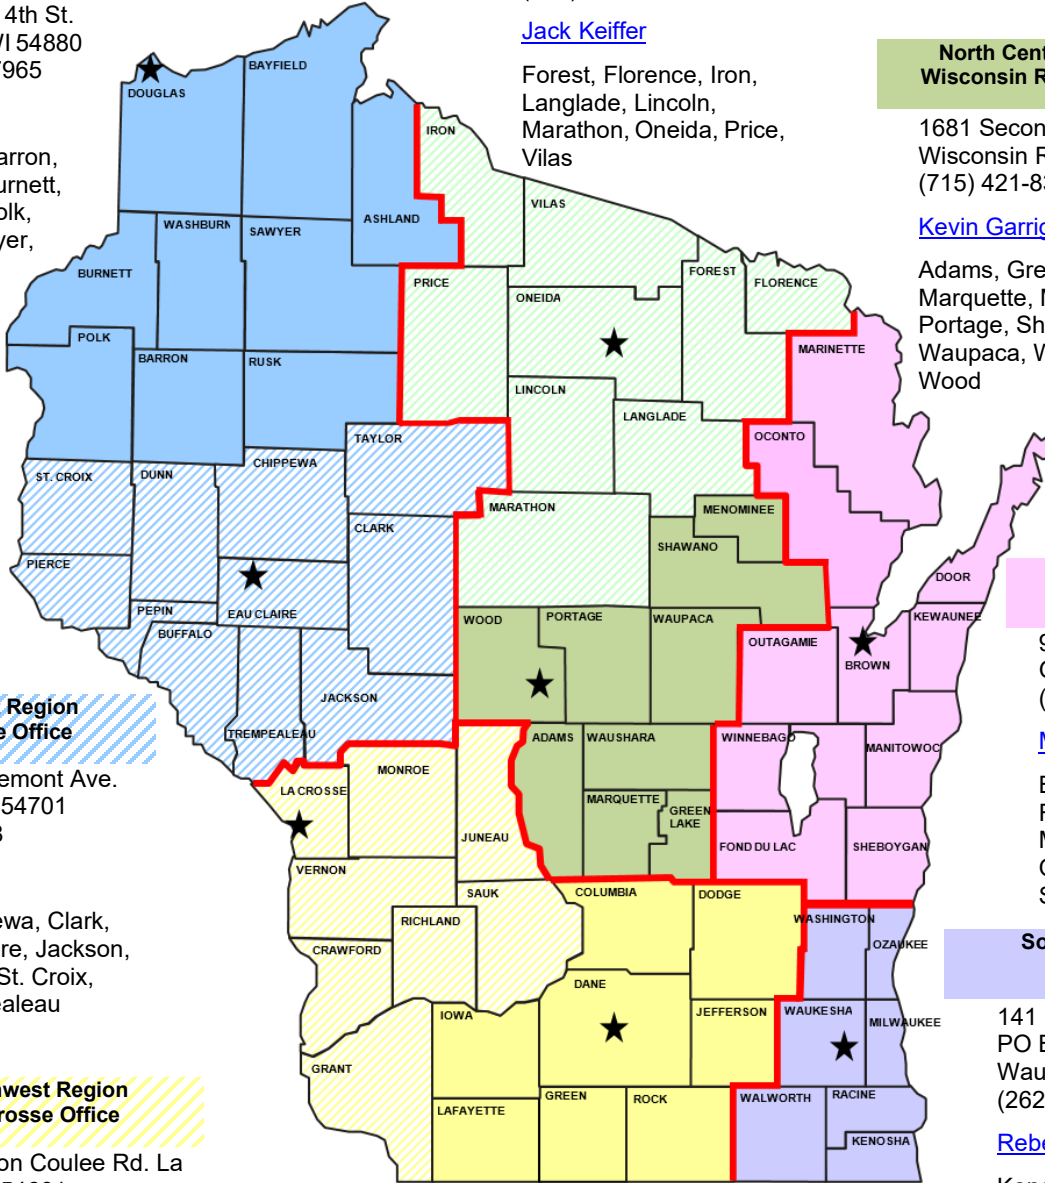 4th St.
WI 54880
7965
Jack Keiffer
Forest, Florence, Iron,
Langlade, Lincoln,
Marathon, Oneida, Price,
Vilas
North Cent
Wisconsin R
1681 Secon
Wisconsin R
(715) 421-83
Kevin Garrig
Adams, Gre
Marquette, M
Portage, Sh
Waupaca, W
Wood
arron,
urnett,
olk,
yer,
DOUGLAS
BAYFIELD
IRON
ASHLAND
VILAS
WASHBURN
SAWYER
BURNETT
PRICE
ONEIDA
FOREST
FLORENCE
POLK
BARRON
RUSK
MARINETTE
LINCOLN
LANGLADE
TAYLOR
OCONTO
ST. CROIX
DUNN
CHIPPEWA
MARATHON
MENOMINEE
CLARK
SHAWANO
PIERCE
DOOR
PEPIN
EAU CLAIRE
WOOD
PORTAGE
WAUPACA
KEWAUNEE
BUFFALO
OUTAGAMIE
BROWN
JACKSON
TREMPEALEAU
ADAMS
WAUSHARA
WINNEBAGO
MANITOWOC
LA CROSSE
MONROE
MARQUETTE
GREEN
LAKE
JUNEAU
FOND DU LAC
SHEBOYGAN
VERNON
SAUK
COLUMBIA
DODGE
RICHLAND
WASHINGTON
OZAUKEE
CRAWFORD
DANE
IOWA
JEFFERSON
WAUKESHA
MILWAUKEE
GRANT
LAFAYETTE
GREEN
ROCK
WALWORTH
RACINE
KENOSHA
Region
e Office
emont Ave.
54701
ewa, Clark,
re, Jackson,
St. Croix,
ealeau
west Region
rosse Office
on Coulee Rd. La
So
141
PO B
Wau
(262
Rebe